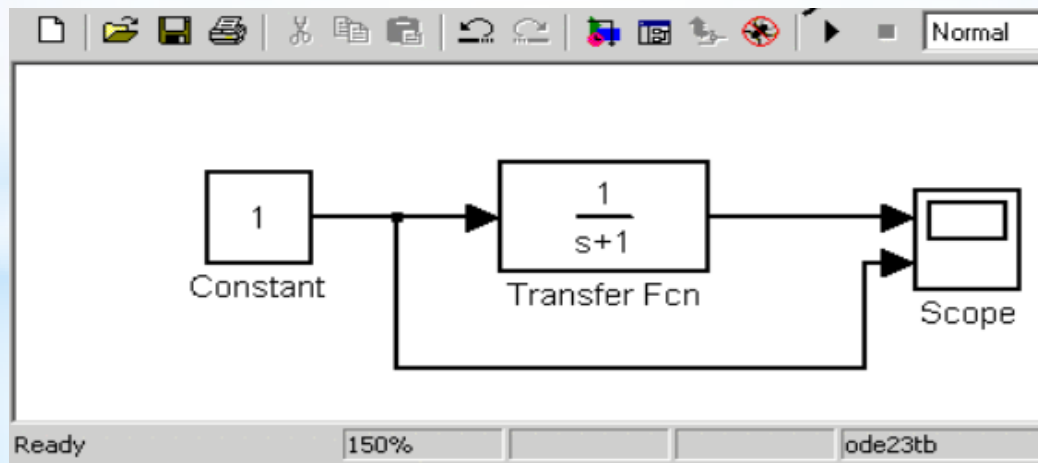 Normal
1
Constant
1
s+1
Transfer Fcn
Scope
Ready 150% ode23tb